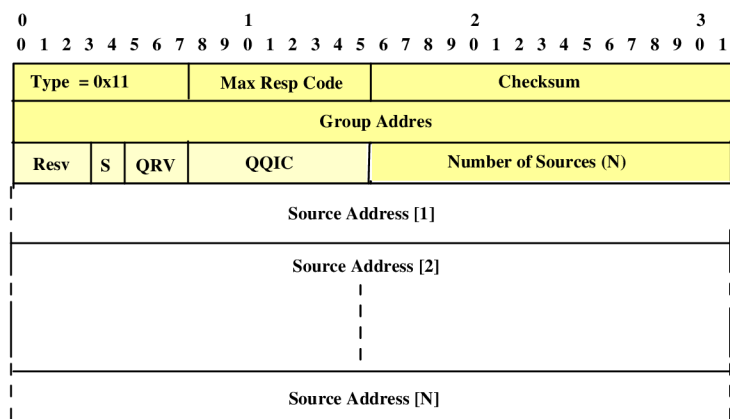 0 1 2 3
0 1 2 3 4 5 6 7 8 9 0 1 2 3 4 5 6 7 8 9 0 1 2 3 4 5 6 7 8 9 0 1
Type = 0x11 Max Resp Code Checksum
Group Addres
Resv S QRV QQIC Number of Sources (N)
Source Address [1]
Source Address [2]
Source Address [N]